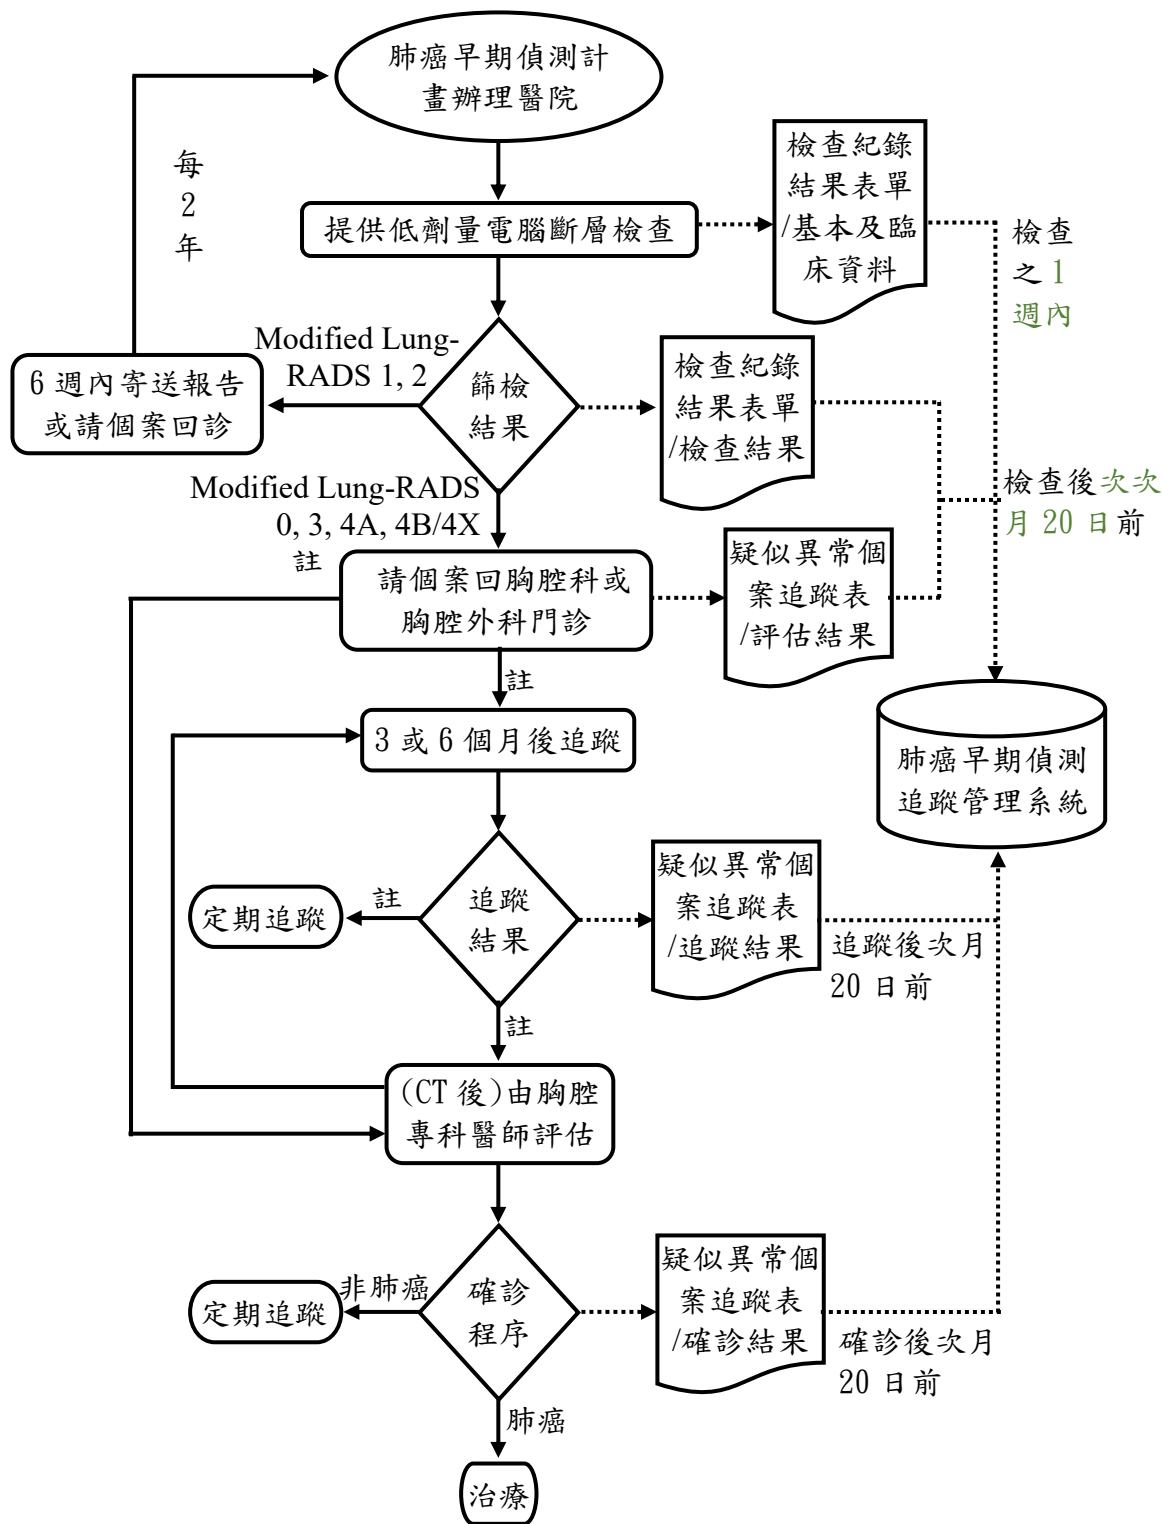 肺癌早期偵測計
畫辦理醫院
每
2
年
提供低劑量電腦斷層檢查
檢查紀錄
結果表單
/基本及臨
床資料
檢查
之 1
週內
Modified Lung-
RADS 1, 2
6 週內寄送報告
或請個案回診
篩檢
結果
檢查紀錄
結果表單
/檢查結果
Modified Lung-RADS
0, 3, 4A, 4B/4X
註
檢查後次次
月 20 日前
請個案回胸腔科或
胸腔外科門診
疑似異常個
案追蹤表
/評估結果
註
3 或 6 個月後追蹤
肺癌早期偵測
追蹤管理系統
定期追蹤
註
追蹤
結果
疑似異常個
案追蹤表
/追蹤結果
追蹤後次月
20 日前
註
(CT 後)由胸腔
專科醫師評估
定期追蹤
非肺癌
確診
程序
疑似異常個
案追蹤表
/確診結果
確診後次月
20 日前
肺癌
治療